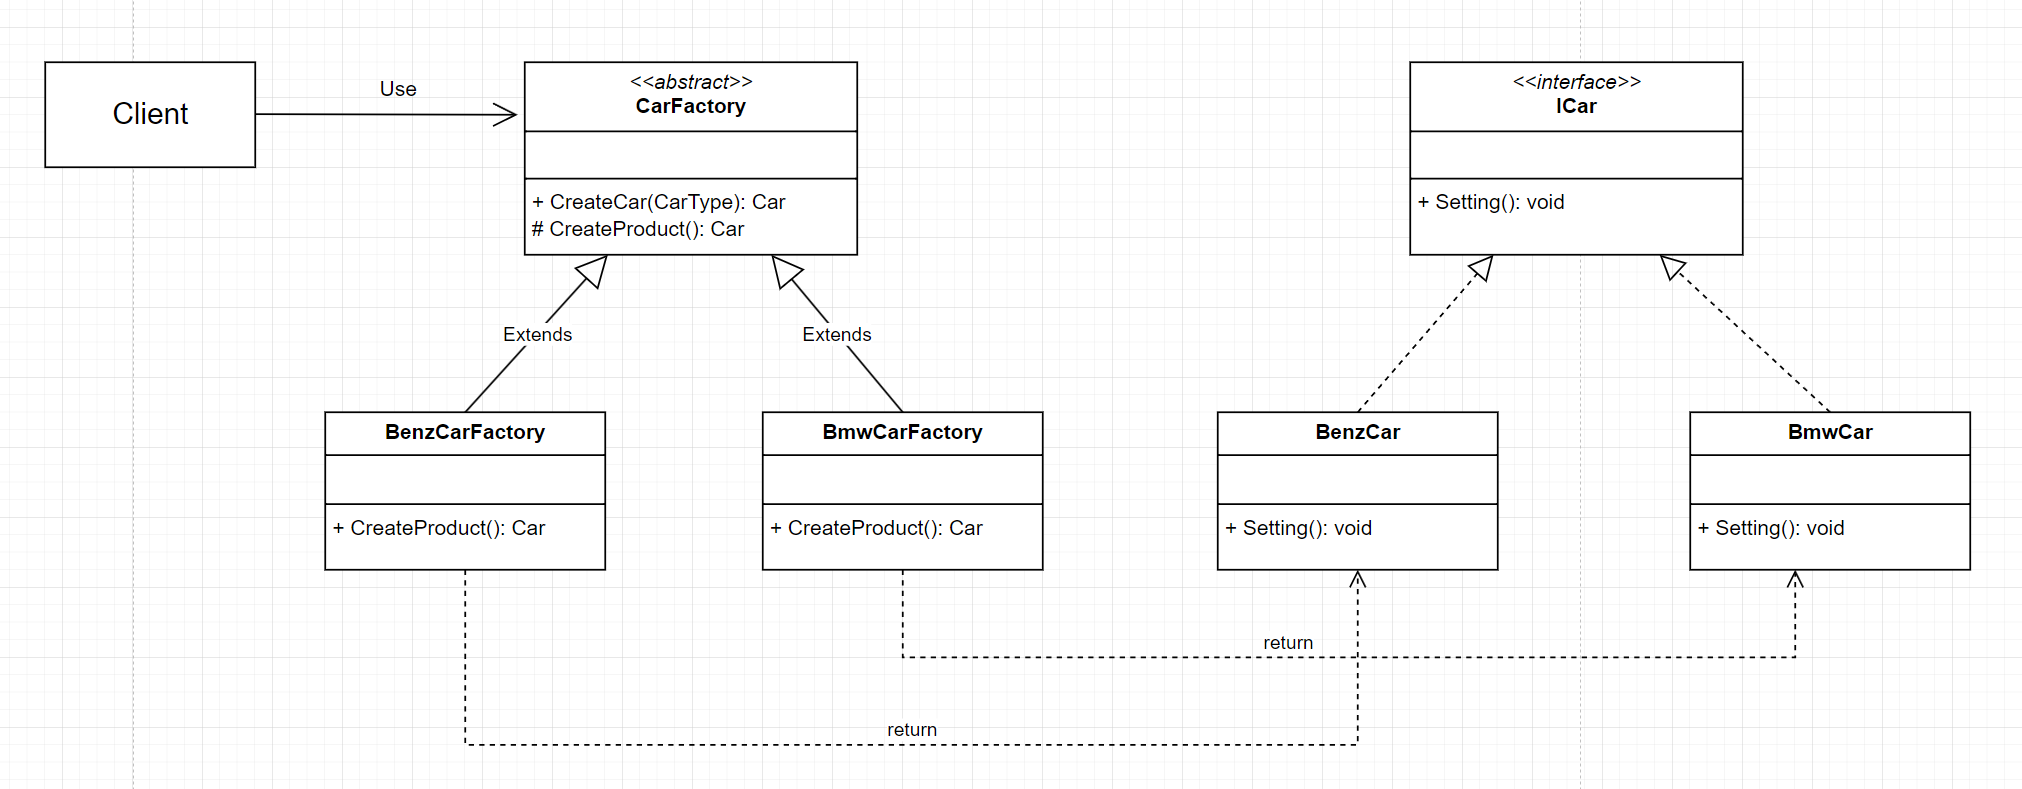 Client
Use
<<abstract>>
CarFactory
+ CreateCar(CarType): Car
# CreateProduct(): Car
<<interface>>
ICar
+ Setting(): void
Extends
Extends
BenzCarFactory
+ CreateProduct(): Car
BmwCarFactory
+ CreateProduct(): Car
BenzCar
+ Setting(): void
BmwCar
+ Setting(): void
return
return